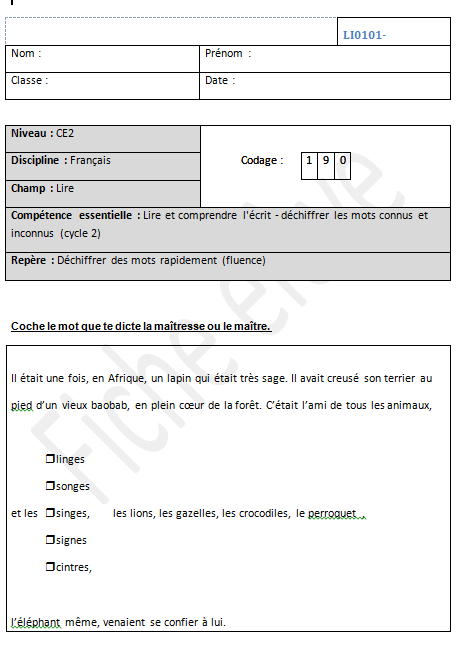 LI0101-
Nom : Prénom :
Classe : Date :
Niveau : CE2
Discipline : Français Codage : 1 9 0
Champ : Lire
Compétence essentielle : Lire et comprendre l'écrit - déchiffrer les mots connus et
inconnus (cycle 2)
Repère : Déchiffrer des mots rapidement (fluence)
Coche le mot que te dicte la maîtresse ou le maître.
Il était une fois, en Afrique, un lapin qui était très sage. Il avait creusé son terrier au
pied d'un vieux baobab, en plein cœur de la forêt. C'était l'ami de tous les animaux,
❒linges
❒songes
et les ❒singes, les lions, les gazelles, les crocodiles, le perroquet .,
❒signes
❒cintres,
l'éléphant même, venaient se confier à lui.
Fiche élève